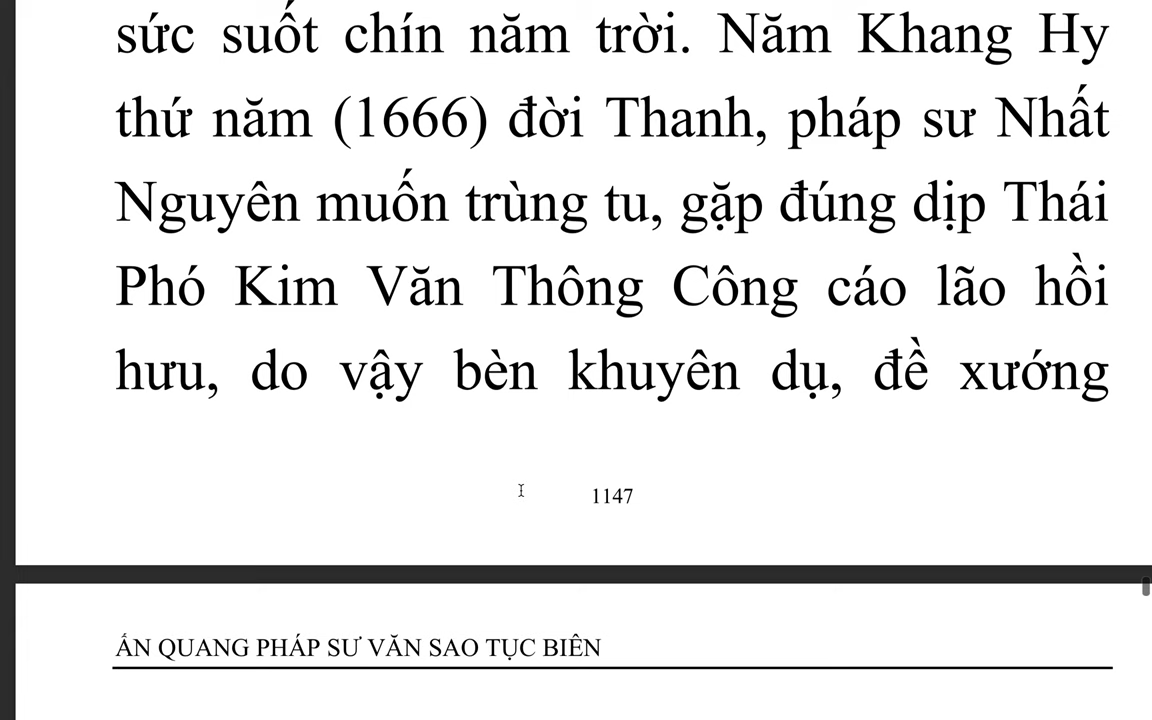 sức suốt chín năm trời. Năm Khang Hy
thứ năm (1666) đời Thanh, pháp sư Nhất
Nguyên muốn trùng tu, gặp đúng dịp Thái
Phó Kim Văn Thông Công cáo lão hồi
hưu, do vậy bèn khuyên dụ, đề xướng
1147
ẤN QUANG PHÁP SƯ VĂN SAO TỤC BIÊN